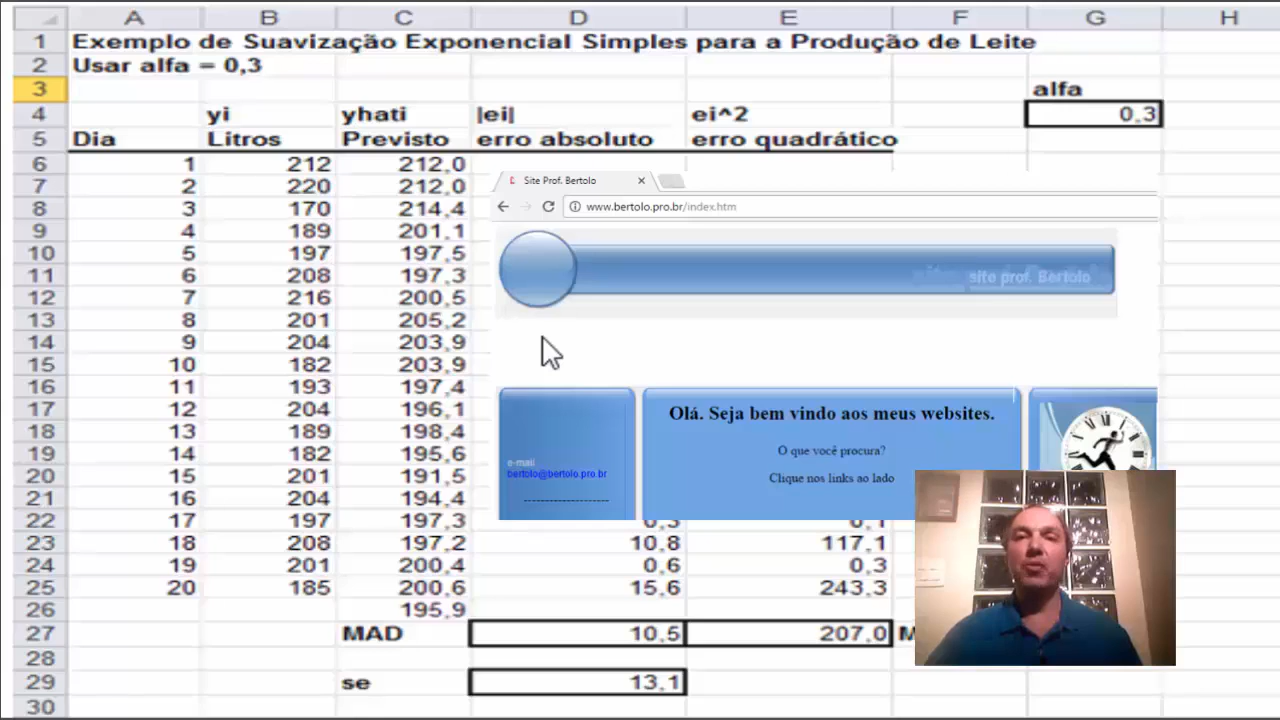 A B C D E F G H
1 Exemplo de Suavização Exponencial Simples para a Produção de Leite
2 Usar alfa = 0,3
3 alfa
4 yi yhati |ei| ei^2 0,3
5 Dia Litros Previsto erro absoluto erro quadrático
6 1 212 212,0
7 2 220 212,0
8 3 170 214,4
9 4 189 201,1
10 5 197 197,5
11 6 208 197,3
12 7 216 200,5
13 8 201 205,2
14 9 204 203,9
15 10 182 203,9
16 11 193 197,4
17 12 204 196,1
18 13 189 198,4
19 14 182 195,6
20 15 201 191,5
21 16 204 194,4
22 17 197 197,3 0,3 0,1
23 18 208 197,2 10,8 117,1
24 19 201 200,4 0,6 0,3
25 20 185 200,6 15,6 243,3
26 195,9
27 MAD 10,5 207,0
28
29 se 13,1
30
Site Prof. Bertolo
www.bertolo.pro.br/index.htm
site prof. Bertolo
Olá. Seja bem vindo aos meus websites.
O que você procura?
Clique nos links ao lado
e-mail
bertolo@bertolo.pro.br
--------------------